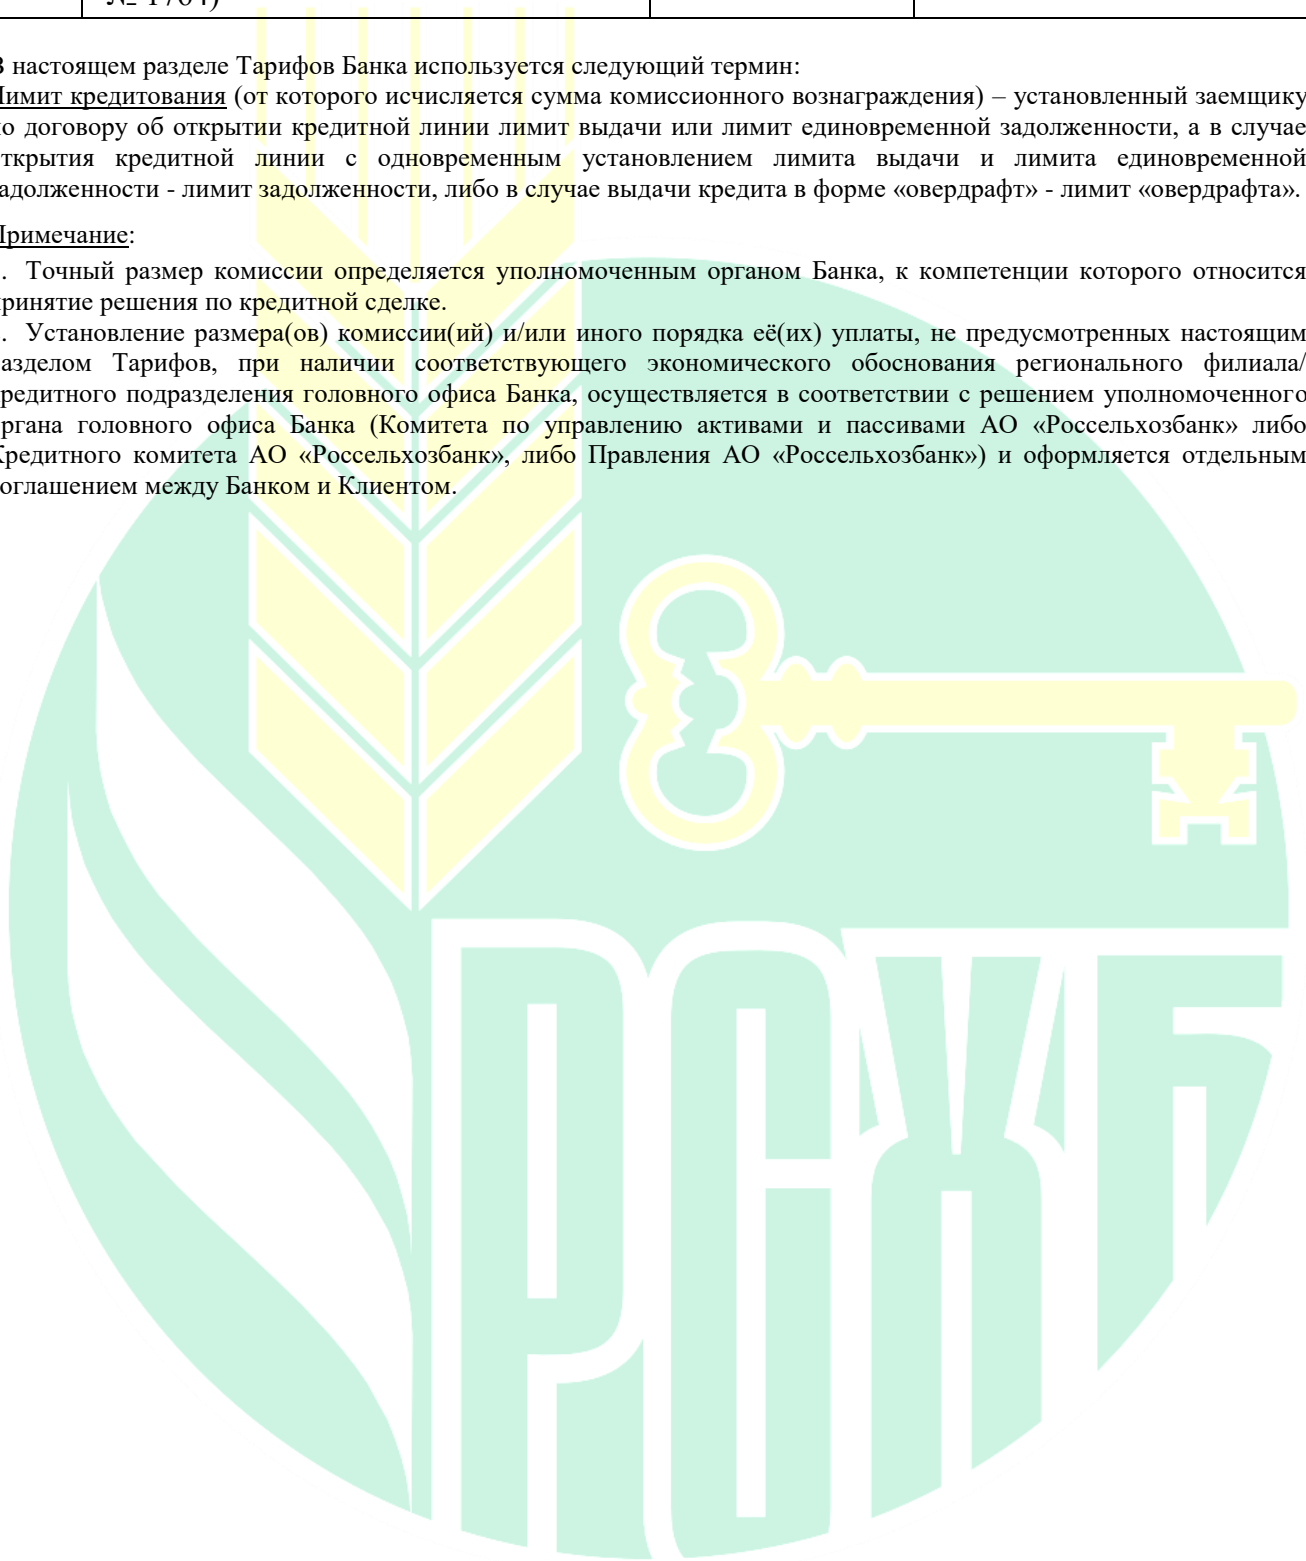 № 1764)
В настоящем разделе Тарифов Банка используется следующий термин:
Лимит кредитования (от которого исчисляется сумма комиссионного вознаграждения) – установленный заемщику
по договору об открытии кредитной линии лимит выдачи или лимит единовременной задолженности, а в случае
открытия кредитной линии с одновременным установлением лимита выдачи и лимита единовременной
задолженности - лимит задолженности, либо в случае выдачи кредита в форме «овердрафт» - лимит «овердрафта».
Примечание:
. Точный размер комиссии определяется уполномоченным органом Банка, к компетенции которого относится
принятие решения по кредитной сделке.
. Установление размера(ов) комиссии(ий) и/или иного порядка её(их) уплаты, не предусмотренных настоящим
разделом Тарифов, при наличии соответствующего экономического обоснования регионального филиала/
кредитного подразделения головного офиса Банка, осуществляется в соответствии с решением уполномоченного
органа головного офиса Банка (Комитета по управлению активами и пассивами АО «Россельхозбанк» либо
Кредитного комитета АО «Россельхозбанк», либо Правления АО «Россельхозбанк») и оформляется отдельным
соглашением между Банком и Клиентом.
РСХБ